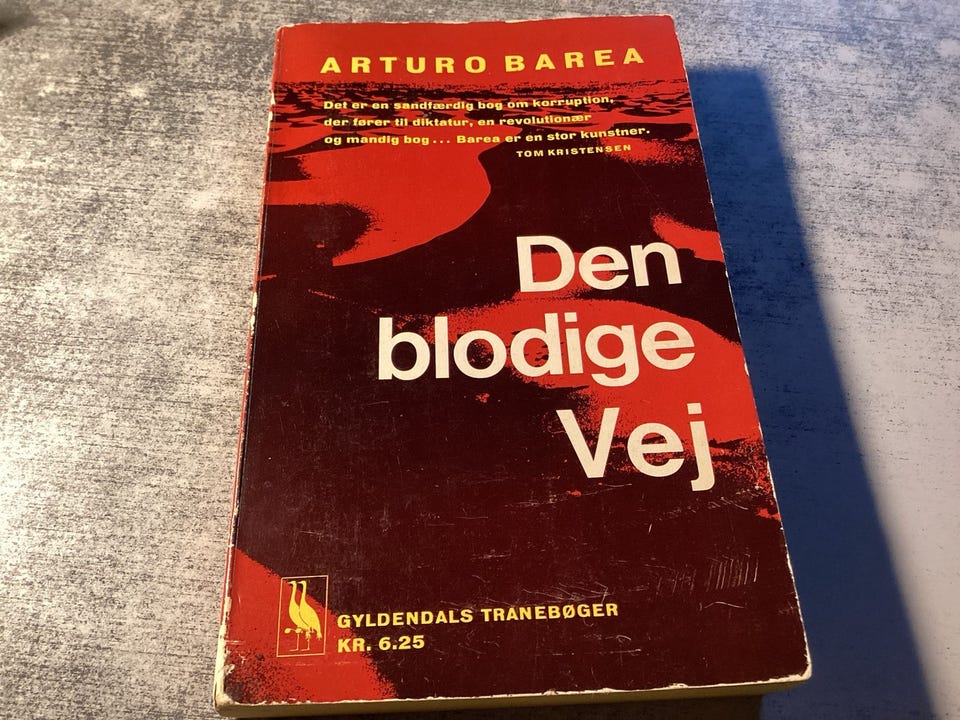 ARTURO BAREA
Det er en sandfærdig bog om korruption,
der fører til diktatur, en revolutionær
og mandig bog... Barea er en stor kunstner.
TOM KRISTENSEN
Den
blodige
Vej
GYLDENDALS TRANEBØGER
KR. 6.25